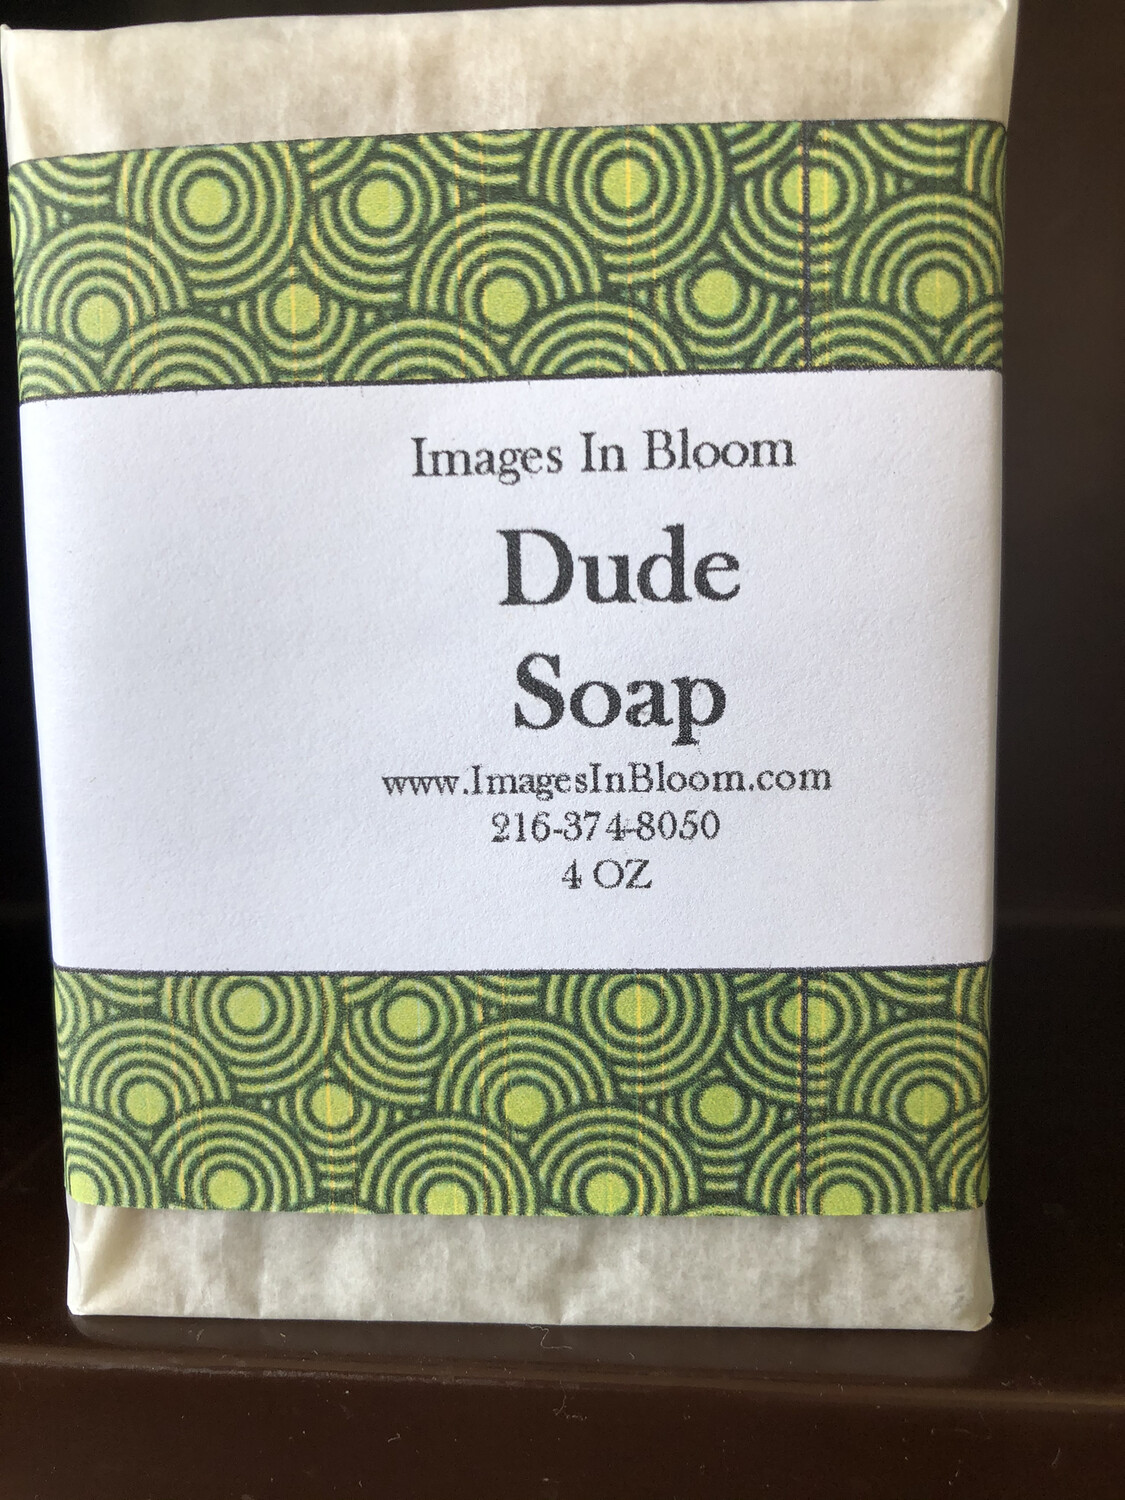 Images In Bloom
Dude
Soap
www.ImagesInBloom.com
216-374-8050
4 OZ